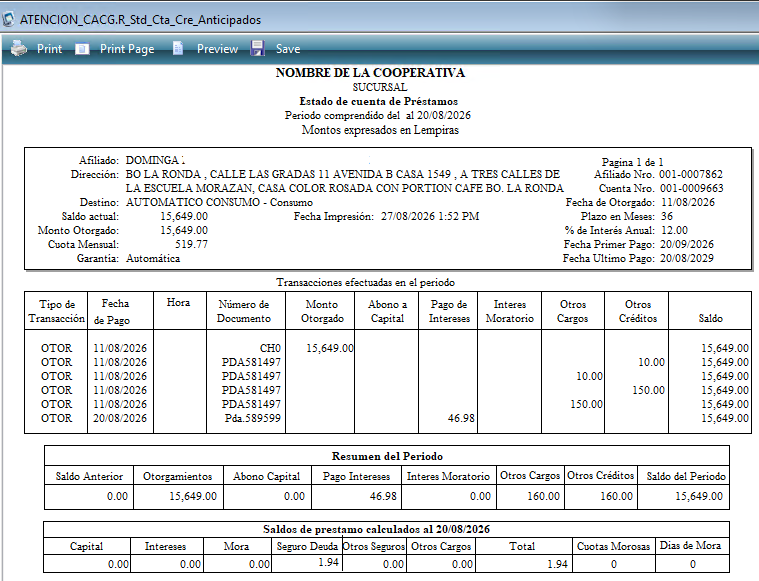 ATENCION_CACG.R_Std_Cta_Cre_Anticipados
Print Print Page Preview Save
NOMBRE DE LA COOPERATIVA
SUCURSAL
Estado de cuenta de Préstamos
Periodo comprendido del al 20/08/2026
Montos expresados en Lempiras
Afiliado: DOMINGA Pagina 1 de 1
Dirección: BO LA RONDA , CALLE LAS GRADAS 11 AVENIDA B CASA 1549 , A TRES CALLES DE Afiliado Nro. 001-0007862
LA ESCUELA MORAZAN, CASA COLOR ROSADA CON PORTION CAFE BO. LA RONDA Cuenta Nro. 001-0009663
Destino: AUTOMATICO CONSUMO - Consumo Fecha de Otorgado: 11/08/2026
Saldo actual: 15,649.00 Fecha Impresión: 27/08/2026 1:52 PM Plazo en Meses: 36
Monto Otorgado: 15,649.00 % de Interés Anual: 12.00
Cuota Mensual: 519.77 Fecha Primer Pago: 20/09/2026
Garantia: Automática Fecha Ultimo Pago: 20/08/2029
Transacciones efectuadas en el periodo
Tipo de Fecha Hora Número de Monto Abono a Pago de Interes Otros Otros
Transacción de Pago Documento Otorgado Capital Intereses Moratorio Cargos Créditos Saldo
OTOR 11/08/2026 CH0 15,649.00 15,649.00
OTOR 11/08/2026 PDA581497 10.00 15,649.00
OTOR 11/08/2026 PDA581497 10.00 15,649.00
OTOR 11/08/2026 PDA581497 150.00 15,649.00
OTOR 11/08/2026 PDA581497 150.00 15,649.00
OTOR 20/08/2026 Pda.589599 46.98 15,649.00
Resumen del Periodo
Saldo Anterior Otorgamientos Abono Capital Pago Intereses Interes Moratorio Otros Cargos Otros Créditos Saldo del Periodo
0.00 15,649.00 0.00 46.98 0.00 160.00 160.00 15,649.00
Saldos de prestamo calculados al 20/08/2026
Capital Intereses Mora Seguro Deuda Otros Seguros Otros Cargos Total Cuotas Morosas Dias de Mora
0.00 0.00 0.00 1.94 0.00 0.00 1.94 0 0